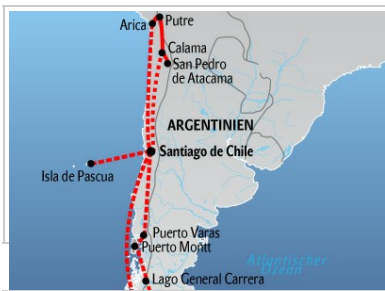 Putre
Arica
Calama
San Pedro
de Atacama
ARGENTINIEN
Santiago de Chile
Isla de Pascua
Puerto Varas
Puerto Montt
Atlantischer
Ozean
Lago General Carrera